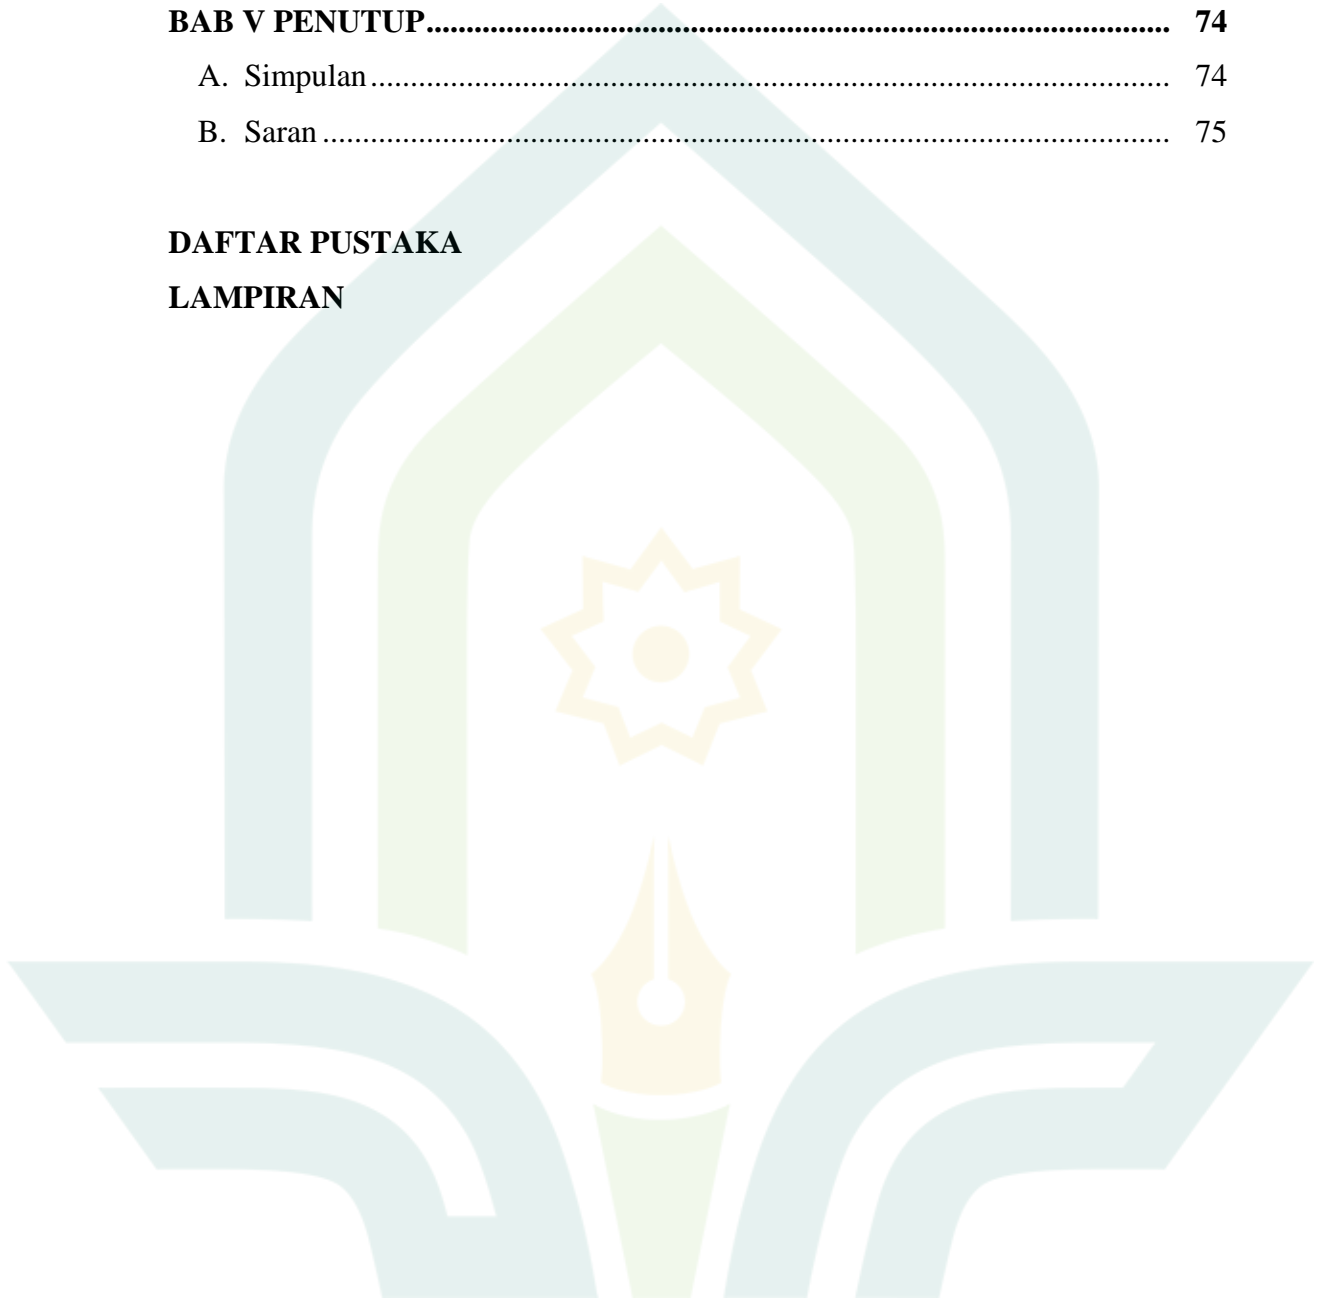 BAB V PENUTUP............................................................................................. 74
A. Simpulan.................................................................................................... 74
B. Saran.......................................................................................................... 75
DAFTAR PUSTAKA
LAMPIRAN